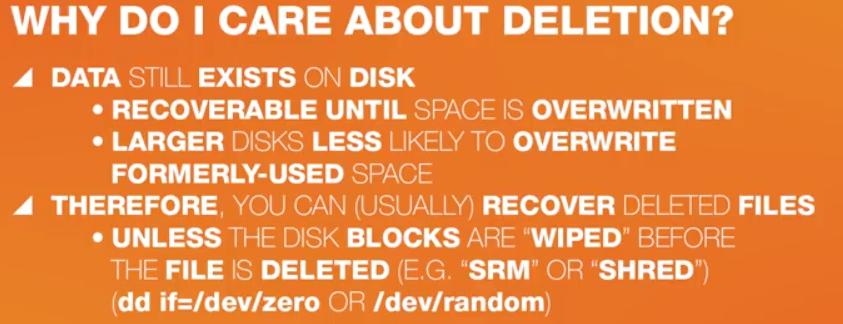 WHY DO I CARE ABOUT DELETION?
DATA STILL EXISTS ON DISK
• RECOVERABLE UNTIL SPACE IS OVERWRITTEN
• LARGER DISKS LESS LIKELY TO OVERWRITE
FORMERLY-USED SPACE
THEREFORE, YOU CAN (USUALLY) RECOVER DELETED FILES
• UNLESS THE DISK BLOCKS ARE “WIPED” BEFORE
THE FILE IS DELETED (E.G. “SRM” OR “SHRED”)
(dd if=/dev/zero OR /dev/random)